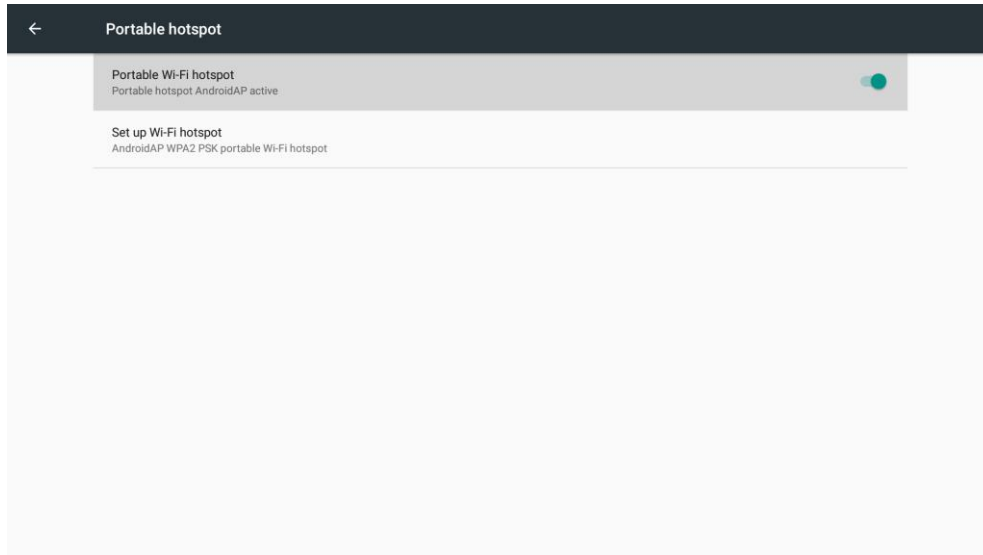 Portable hotspot
Portable Wi-Fi hotspot
Portable hotspot AndroidAP active
Set up Wi-Fi hotspot
AndroidAP WPA2 PSK portable Wi-Fi hotspot